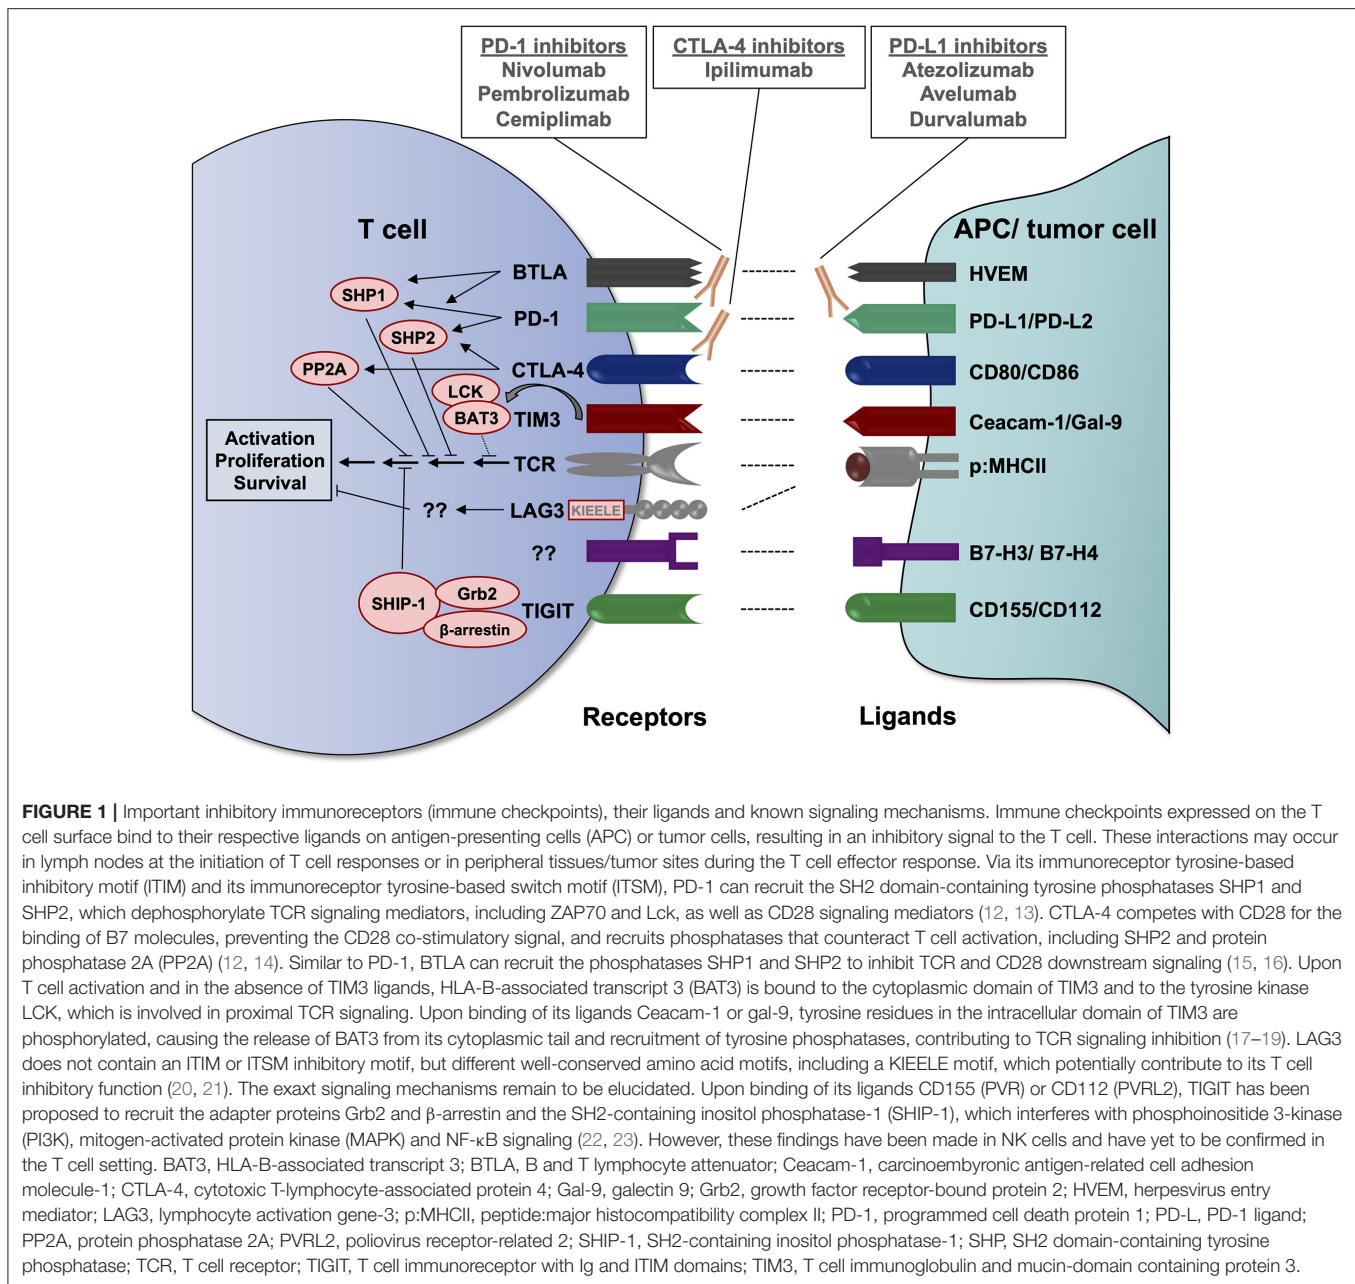 PD-1 inhibitors
Nivolumab
Pembrolizumab
Cemiplimab
CTLA-4 inhibitors
Ipilimumab
PD-L1 inhibitors
Atezolizumab
Avelumab
Durvalumab
T cell
APC/ tumor cell
BTLA
HVEM
SHP1
PD-1
PD-L1/PD-L2
SHP2
PP2A
CTLA-4
CD80/CD86
LCK
BAT3
TIM3
Ceacam-1/Gal-9
Activation
Proliferation
Survival
TCR
p:MHCII
??
LAG3
KIEELE
??
B7-H3/ B7-H4
SHIP-1
Grb2
β-arrestin
TIGIT
CD155/CD112
Receptors
Ligands
FIGURE 1 | Important inhibitory immunoreceptors (immune checkpoints), their ligands and known signaling mechanisms. Immune checkpoints expressed on the T
cell surface bind to their respective ligands on antigen-presenting cells (APC) or tumor cells, resulting in an inhibitory signal to the T cell. These interactions may occur
in lymph nodes at the initiation of T cell responses or in peripheral tissues/tumor sites during the T cell effector response. Via its immunoreceptor tyrosine-based
inhibitory motif (ITIM) and its immunoreceptor tyrosine-based switch motif (ITSM), PD-1 can recruit the SH2 domain-containing tyrosine phosphatases SHP1 and
SHP2, which dephosphorylate TCR signaling mediators, including ZAP70 and Lck, as well as CD28 signaling mediators (12, 13). CTLA-4 competes with CD28 for the
binding of B7 molecules, preventing the CD28 co-stimulatory signal, and recruits phosphatases that counteract T cell activation, including SHP2 and protein
phosphatase 2A (PP2A) (12, 14). Similar to PD-1, BTLA can recruit the phosphatases SHP1 and SHP2 to inhibit TCR and CD28 downstream signaling (15, 16). Upon
T cell activation and in the absence of TIM3 ligands, HLA-B-associated transcript 3 (BAT3) is bound to the cytoplasmic domain of TIM3 and to the tyrosine kinase
LCK, which is involved in proximal TCR signaling. Upon binding of its ligands Ceacam-1 or gal-9, tyrosine residues in the intracellular domain of TIM3 are
phosphorylated, causing the release of BAT3 from its cytoplasmic tail and recruitment of tyrosine phosphatases, contributing to TCR signaling inhibition (17–19). LAG3
does not contain an ITIM or ITSM inhibitory motif, but different well-conserved amino acid motifs, including a KIEELE motif, which potentially contribute to its T cell
inhibitory function (20, 21). The exaxt signaling mechanisms remain to be elucidated. Upon binding of its ligands CD155 (PVR) or CD112 (PVRL2), TIGIT has been
proposed to recruit the adapter proteins Grb2 and β-arrestin and the SH2-containing inositol phosphatase-1 (SHIP-1), which interferes with phosphoinositide 3-kinase
(PI3K), mitogen-activated protein kinase (MAPK) and NF-κB signaling (22, 23). However, these findings have been made in NK cells and have yet to be confirmed in
the T cell setting. BAT3, HLA-B-associated transcript 3; BTLA, B and T lymphocyte attenuator; Ceacam-1, carcinoembyronic antigen-related cell adhesion
molecule-1; CTLA-4, cytotoxic T-lymphocyte-associated protein 4; Gal-9, galectin 9; Grb2, growth factor receptor-bound protein 2; HVEM, herpesvirus entry
mediator; LAG3, lymphocyte activation gene-3; p:MHCII, peptide:major histocompatibility complex II; PD-1, programmed cell death protein 1; PD-L, PD-1 ligand;
PP2A, protein phosphatase 2A; PVRL2, poliovirus receptor-related 2; SHIP-1, SH2-containing inositol phosphatase-1; SHP, SH2 domain-containing tyrosine
phosphatase; TCR, T cell receptor; TIGIT, T cell immunoreceptor with Ig and ITIM domains; TIM3, T cell immunoglobulin and mucin-domain containing protein 3.